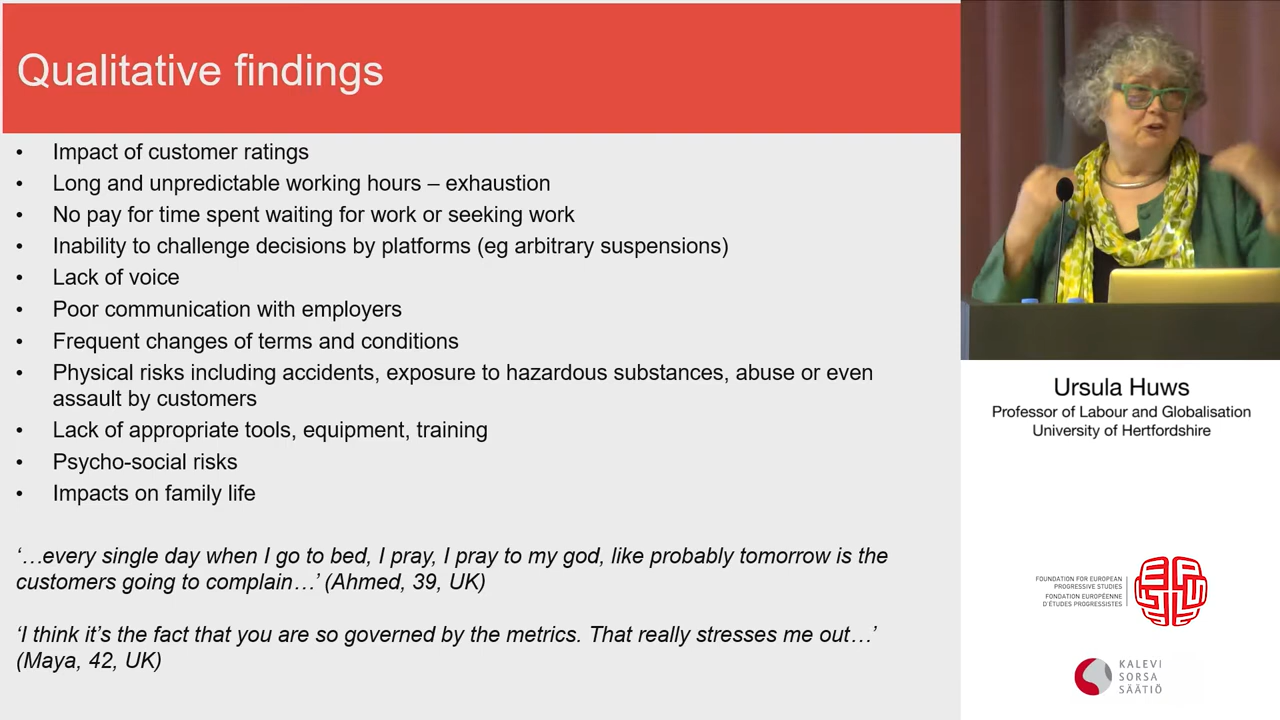 Qualitative findings
• Impact of customer ratings
• Long and unpredictable working hours – exhaustion
• No pay for time spent waiting for work or seeking work
• Inability to challenge decisions by platforms (eg arbitrary suspensions)
• Lack of voice
• Poor communication with employers
• Frequent changes of terms and conditions
• Physical risks including accidents, exposure to hazardous substances, abuse or even
assault by customers
• Lack of appropriate tools, equipment, training
• Psycho-social risks
• Impacts on family life
‘…every single day when I go to bed, I pray, I pray to my god, like probably tomorrow is the
customers going to complain…’ (Ahmed, 39, UK)
‘I think it’s the fact that you are so governed by the metrics. That really stresses me out…’
(Maya, 42, UK)
Ursula Huws
Professor of Labour and Globalisation
University of Hertfordshire
FOUNDATION FOR EUROPEAN
PROGRESSIVE STUDIES
FONDATION EUROPÉENNE
D'ÉTUDES PROGRESSISTES
KALEVI
SORSA
SÄÄTIÖ